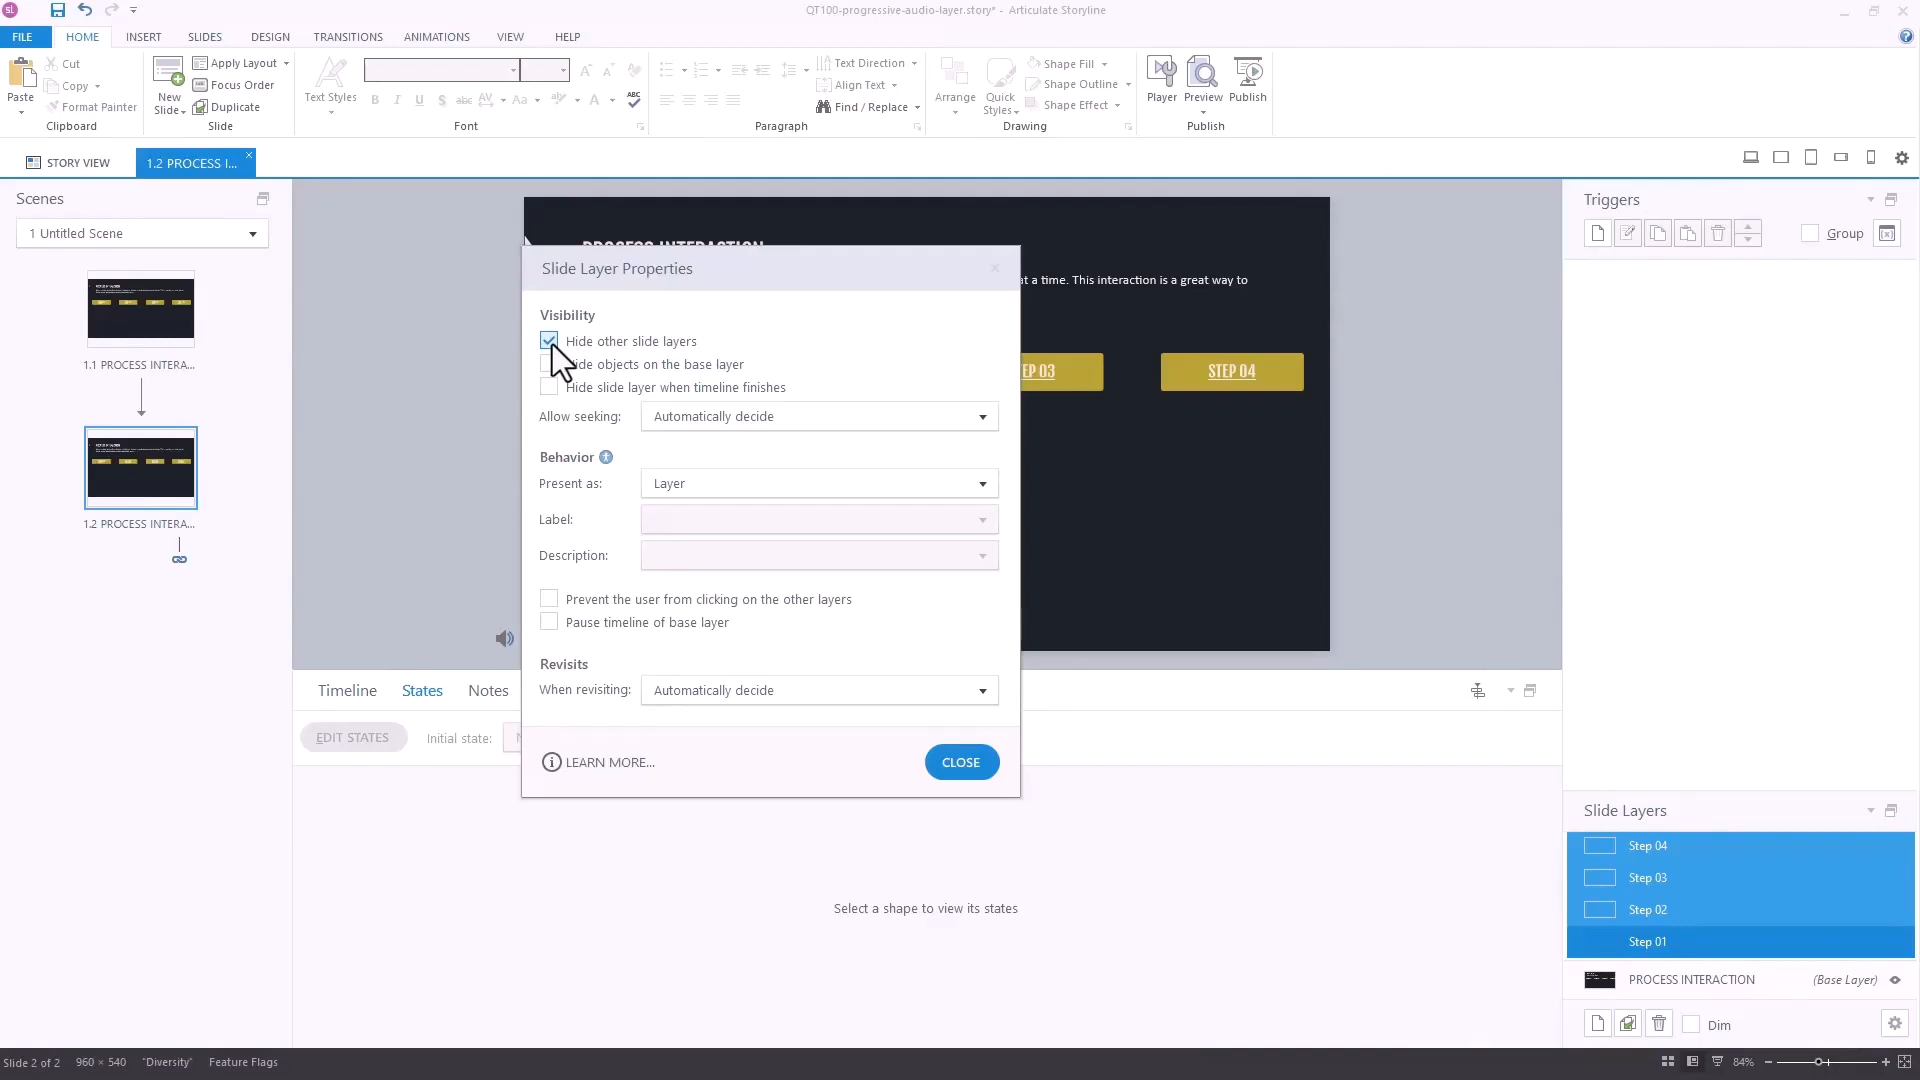 QT100-progressive-audio-layer.story* - Articulate Storyline
FILE HOME INSERT SLIDES DESIGN TRANSITIONS ANIMATIONS VIEW HELP
Paste
Cut
Copy
Format Painter
Clipboard
New Slide
Apply Layout
Focus Order
Duplicate
Slide
Text Styles
B I U S abc AV Aa A ABC
Font
Text Direction
Align Text
Find / Replace
Paragraph
Arrange
Quick Styles
Shape Fill
Shape Outline
Shape Effect
Drawing
Player
Preview
Publish
Publish
STORY VIEW
1.2 PROCESS I...
Scenes
1 Untitled Scene
1.1 PROCESS INTERA...
1.2 PROCESS INTERA...
PROCESS INTERACTION
at a time. This interaction is a great way to
EP 03
STEP 04
Slide Layer Properties
Visibility
Hide other slide layers
ide objects on the base layer
Hide slide layer when timeline finishes
Allow seeking: Automatically decide
Behavior
Present as: Layer
Label:
Description:
Prevent the user from clicking on the other layers
Pause timeline of base layer
Revisits
When revisiting: Automatically decide
LEARN MORE...
CLOSE
Timeline States Notes
EDIT STATES Initial state: N
Select a shape to view its states
Triggers
Group
Slide Layers
Step 04
Step 03
Step 02
Step 01
PROCESS INTERACTION (Base Layer)
Dim
Slide 2 of 2 960 × 540 "Diversity" Feature Flags
84%